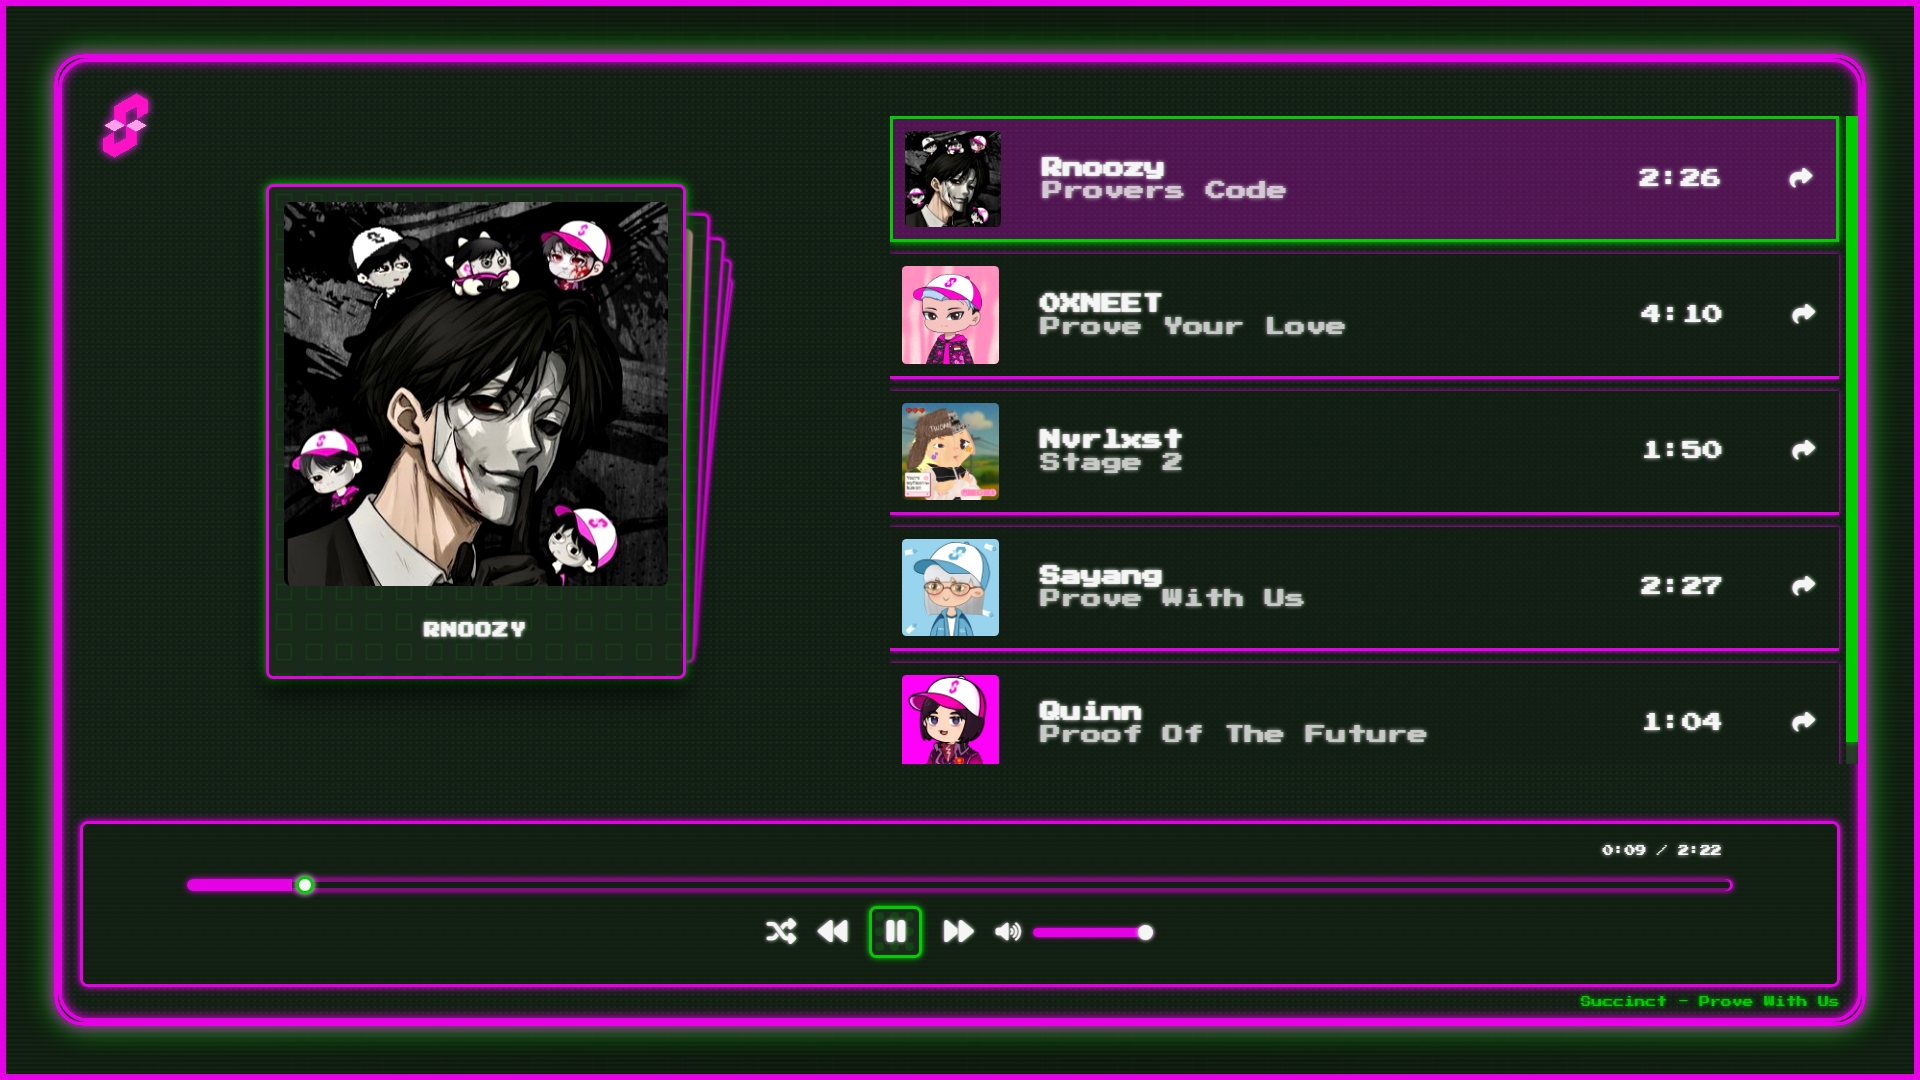 RNOOZY
Rnoozy
Provers Code
2:26
OXNEET
Prove Your Love
4:10
Nvrlxst
Stage 2
1:50
Sayang
Prove With Us
2:27
Quinn
Proof Of The Future
1:04
0:09 / 2:22
Succinct - Prove With Us